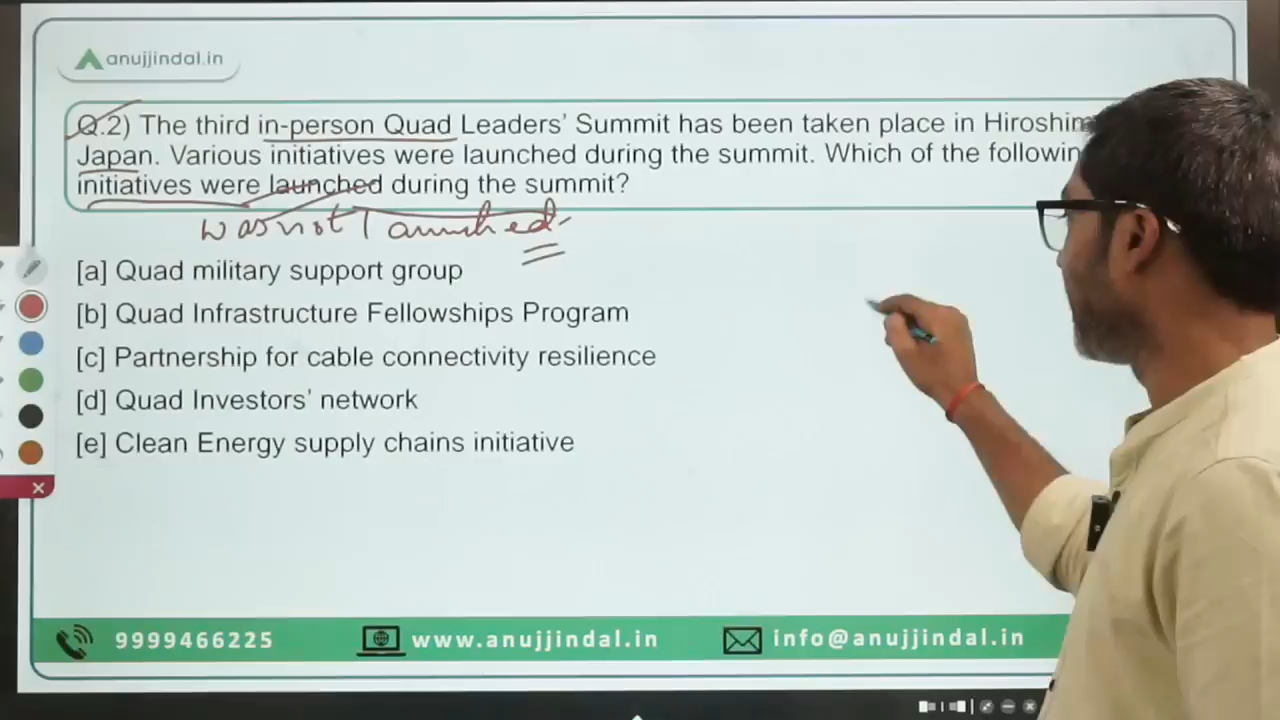 anujjindal.in
Q.2) The third in-person Quad Leaders' Summit has been taken place in Hiroshim
Japan. Various initiatives were launched during the summit. Which of the followin
initiatives were launched during the summit?
was not launched.
[a] Quad military support group
[b] Quad Infrastructure Fellowships Program
[c] Partnership for cable connectivity resilience
[d] Quad Investors' network
[e] Clean Energy supply chains initiative
9999466225 www.anujjindal.in info@anujjindal.in